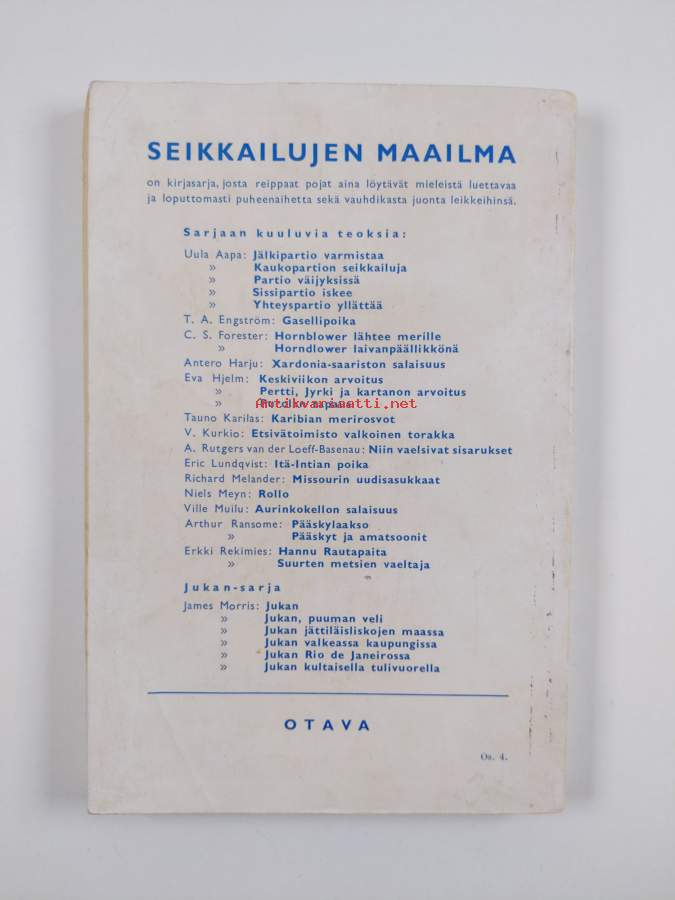 SEIKKAILUJEN MAAILMA
on kirjasarja, josta reippaat pojat aina löytävät mieleistä luettavaa
ja loputtomasti puheenaihetta sekä vauhdikasta juonta leikkeihinsä.
Sarjaan kuuluvia teoksia:
Uula Aapa: Jälkipartio varmistaa
» Kaukopartion seikkailuja
» Partio väijyksissä
» Sissipartio iskee
» Yhteyspartio yllättää
T. A. Engström: Gasellipoika
C. S. Forester: Hornblower lähtee merille
» Horndlower laivanpäällikkönä
Antero Harju: Xardonia-saariston salaisuus
Eva Hjelm: Keskiviikon arvoitus
» Pertti, Jyrki ja kartanon arvoitus
»
Antikvariaatti.net
Tauno Karilas: Karibian merirosvot
V. Kurkio: Etsivätoimisto valkoinen torakka
A. Rutgers van der Loeff-Basenau: Niin vaelsivat sisarukset
Eric Lundqvist: Itä-Intian poika
Richard Melander: Missourin uudisasukkaat
Niels Meyn: Rollo
Ville Muilu: Aurinkokellon salaisuus
Arthur Ransome: Pääskylaakso
» Pääskyt ja amatsoonit
Erkki Rekimies: Hannu Rautapaita
» Suurten metsien vaeltaja
Jukan-sarja
James Morris: Jukan
» Jukan, puuman veli
» Jukan jättiläisliskojen maassa
» Jukan valkeassa kaupungissa
» Jukan Rio de Janeirossa
» Jukan kultaisella tulivuorella
OTAVA
Os. 4.